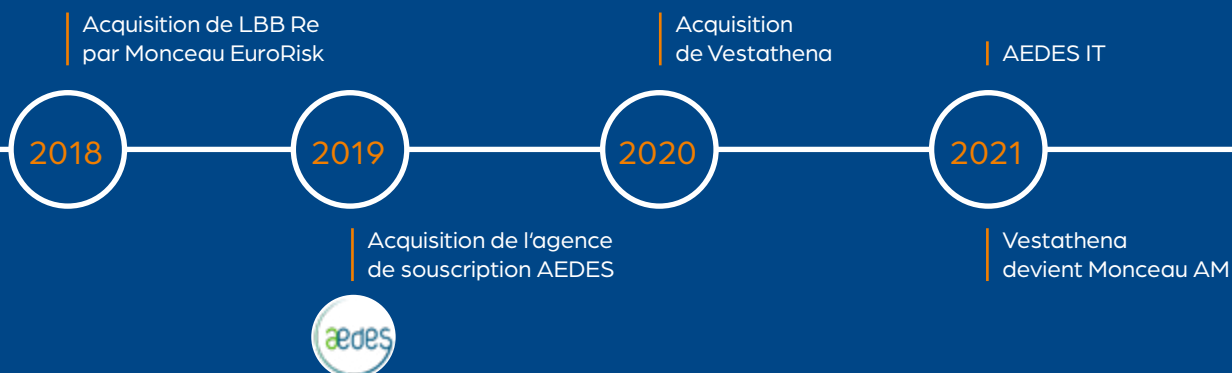 Acquisition de LBB Re
par Monceau EuroRisk
Acquisition
de Vestathena
AEDES IT
2018
2019
2020
2021
Acquisition de l'agence
de souscription AEDES
Vestathena
devient Monceau AM
aedes